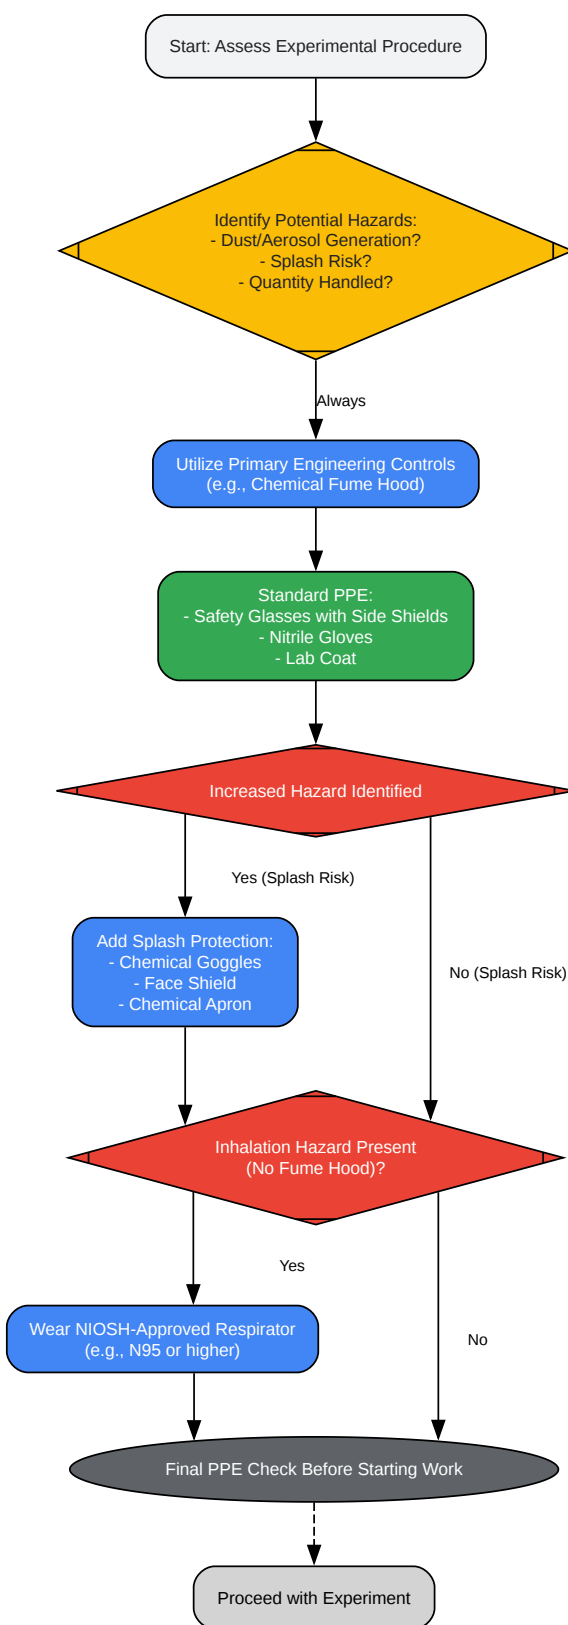 Start: Assess Experimental Procedure
Identify Potential Hazards:
- Dust/Aerosol Generation?
- Splash Risk?
- Quantity Handled?
Always
Utilize Primary Engineering Controls
(e.g., Chemical Fume Hood)
Standard PPE:
- Safety Glasses with Side Shields
- Nitrile Gloves
- Lab Coat
Increased Hazard Identified
Yes (Splash Risk)
Add Splash Protection:
- Chemical Goggles
- Face Shield
- Chemical Apron
No (Splash Risk)
Inhalation Hazard Present
(No Fume Hood)?
Yes
Wear NIOSH-Approved Respirator
(e.g., N95 or higher)
No
Final PPE Check Before Starting Work
Proceed with Experiment